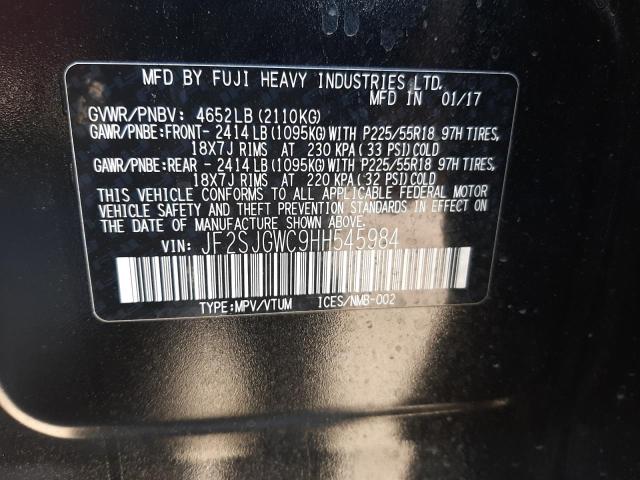 MFD BY FUJI HEAVY INDUSTRIES LTD.
MFD IN 01/17
GVWR/PNBV: 4652LB (2110KG)
GAWR/PNBE:FRONT- 2414 LB (1095KG) WITH P225/55R18 97H TIRES,
18X7J RIMS AT 230 KPA (33 PSI) COLD
GAWR/PNBE:REAR - 2414 LB (1095KG) WITH P225/55R18 97H TIRES,
18X7J RIMS AT 220 KPA (32 PSI) COLD
THIS VEHICLE CONFORMS TO ALL APPLICABLE FEDERAL MOTOR
VEHICLE SAFETY AND THEFT PREVENTION STANDARDS IN EFFECT ON
THE DATE OF MANUFACTURE SHOWN ABOVE.
VIN: JF2SJGWC9HH545984
TYPE:MPV/VTUM ICES/NMB-002